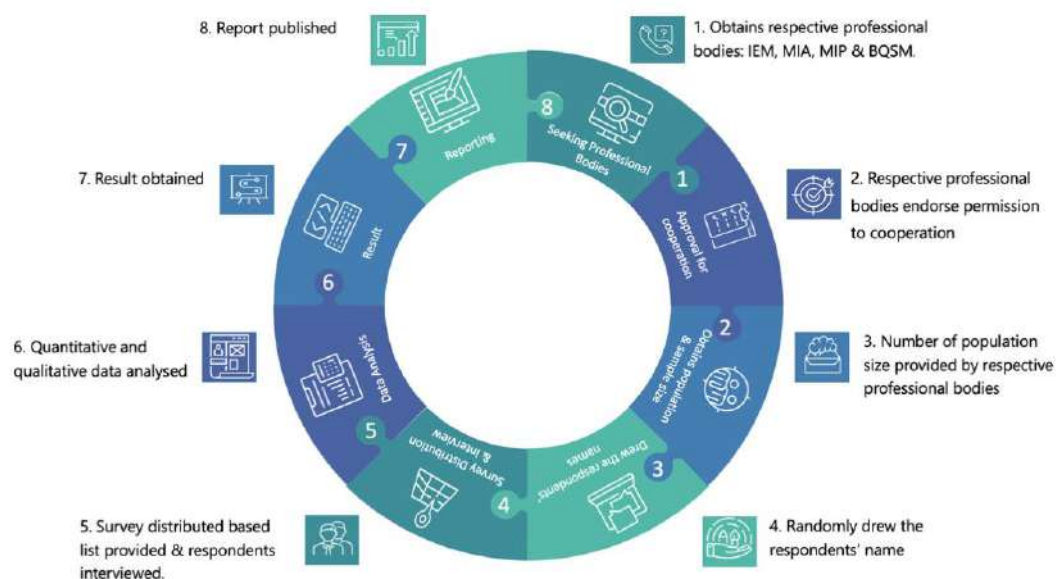 8. Report published
1. Obtains respective professional
bodies: IEM, MIA, MIP & BQSM.
8
Seeking Professional
Bodies
7
Reporting
1
Approval for
cooperation
2. Respective professional
bodies endorse permission
to cooperation
7. Result obtained
Result
6
2
Obtains population
& sample size
3. Number of population
size provided by respective
professional bodies
6. Quantitative and
qualitative data analysed
Data Analysis
5
Survey Distribution
& interview
4
3
Drew the respondents'
names
5. Survey distributed based
list provided & respondents
interviewed.
4. Randomly drew the
respondents' name